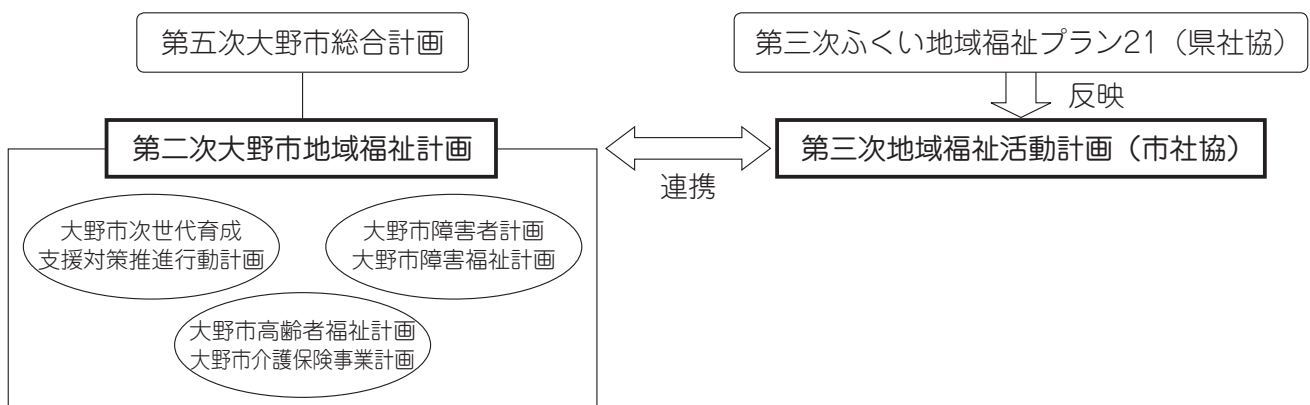 第五次大野市総合計画
第三次ふくい地域福祉プラン21（県社協）
反映
第二次大野市地域福祉計画
第三次地域福祉活動計画（市社協）
連携
大野市次世代育成
支援対策推進行動計画
大野市障害者計画
大野市障害福祉計画
大野市高齢者福祉計画
大野市介護保険事業計画